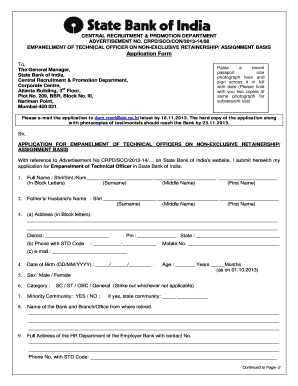 State Bank of India
CENTRAL RECRUITMENT & PROMOTION DEPARTMENT
ADVERTISEMENT NO. CRPD/SCO/CON/2013-14/08
EMPANELMENT OF TECHNICAL OFFICER ON NON-EXCLUSIVE RETAINERSHIP/ ASSIGNMENT BASIS
Application Form
To,
The General Manager,
State Bank of India,
Central Recruitment & Promotion Department,
Corporate Centre,
Atlanta Building, 3rd Floor,
Plot No. 209, BBR, Block No. III,
Nariman Point,
Mumbai-400 021.
Paste a recent
passport size
photograph here and
sign across it in full
with date (Please hold
with you two copies of
same photograph for
subsequent use)
Please e-mail the application to latest by 16.11.2013. The hard copy of the application along
with photocopies of testimonials should reach the Bank by 23.11.2013.
Sir,
APPLICATION FOR EMPANELMENT OF TECHNICAL OFFICERS ON NON-EXCLUSIVE RETAINERSHIP/
ASSIGNMENT BASIS
With reference to Advertisement No CRPD/SCO/2013-14/... on State Bank of India's website, I submit herewith my
application for Empanelment of Technical Officer in State Bank of India.
1. Full Name : Shri/Smt./Kum
(In Block Letters) (Surname) (Middle Name) (First Name)
2. Father's/ Husband's Name : Shri
(Surname) (Middle Name) (First Name)
3. (a) Address (in Block letters):
District: Pin : State :
(b) Phone with STD Code : Mobile No.
(c) e-mail :
4. Date of Birth (DD/MM/YYYY) : Age : Years Months
(as on 01.10.2013)
5. Sex: Male / Female
6. Category : SC / ST / OBC / General (Strike out whichever not applicable)
7. Minority Community: YES / NO ; if yes, state community:
8. Name of the Bank and Branch/Office from where retired.
9. Full Address of the HR Department of the Employer Bank with contact No.
Phone No. with STD Code:
Continued to Page -2